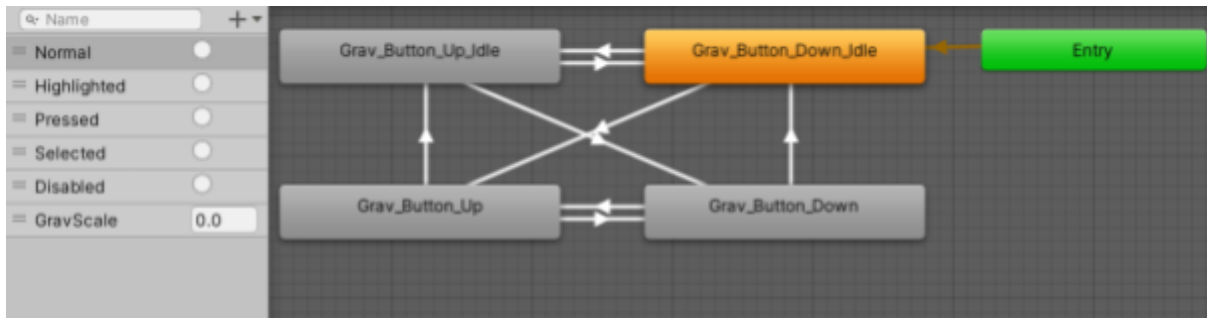 Name
Normal
Highlighted
Pressed
Selected
Disabled
GravScale 0.0
Grav_Button_Up_Idle
Grav_Button_Down_Idle
Entry
Grav_Button_Up
Grav_Button_Down